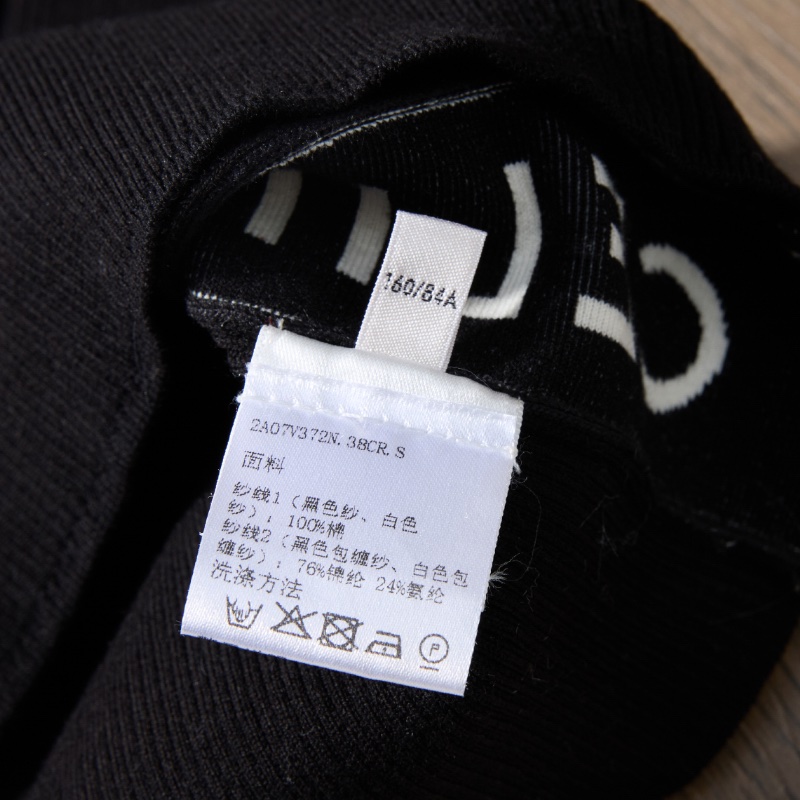 160/84A
2A07V372N.38CR.S
面料
纱线1（黑色纱、白色
纱）：100%棉
纱线2（黑色包缠纱、白色包
缠纱）：76%锦纶 24%氨纶
洗涤方法
P